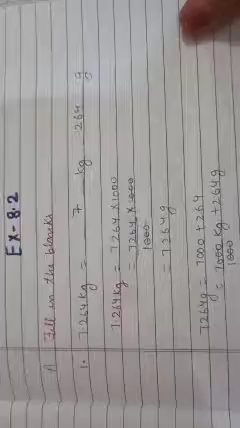 EX-8.2
1) Fill in the blanks
1. 7.264 kg = 7 kg 264 g
7.264 kg = 7.264 × 1000
= 7264 × 1000 / 1000
= 7264 g
7264 g = 7000 + 264
= 7000 kg / 1000 + 264 g